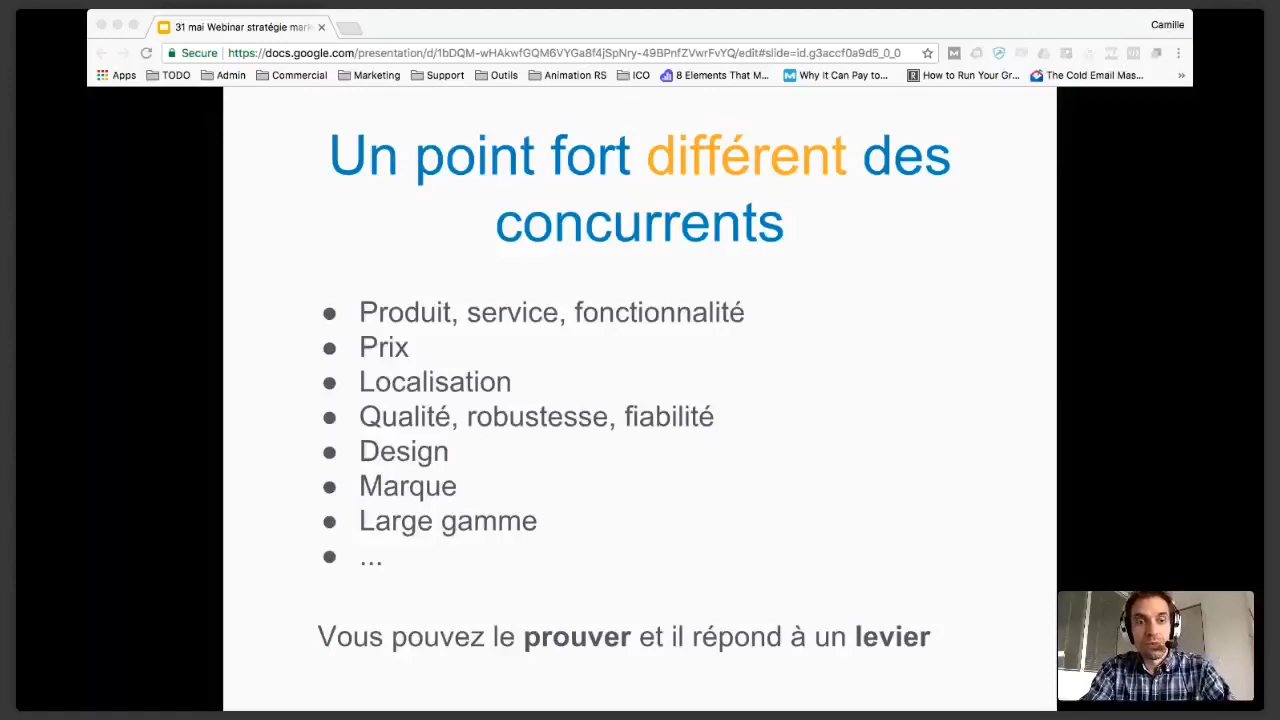 31 mai Webinar stratégie mark
Camille
Secure https://docs.google.com/presentation/d/1bDQM-wHAkwfGQM6VYGa8f4jSpNry-49BPnfZVwrFvYQ/edit#slide=id.g3accf0a9d5_0_0
Apps TODO Admin Commercial Marketing Support Outils Animation RS ICO 8 Elements That M... Why it Can Pay to... How to Run Your Gr... The Cold Email Mas... »
Un point fort différent des
concurrents
● Produit, service, fonctionnalité
● Prix
● Localisation
● Qualité, robustesse, fiabilité
● Design
● Marque
● Large gamme
● ...
Vous pouvez le prouver et il répond à un levier